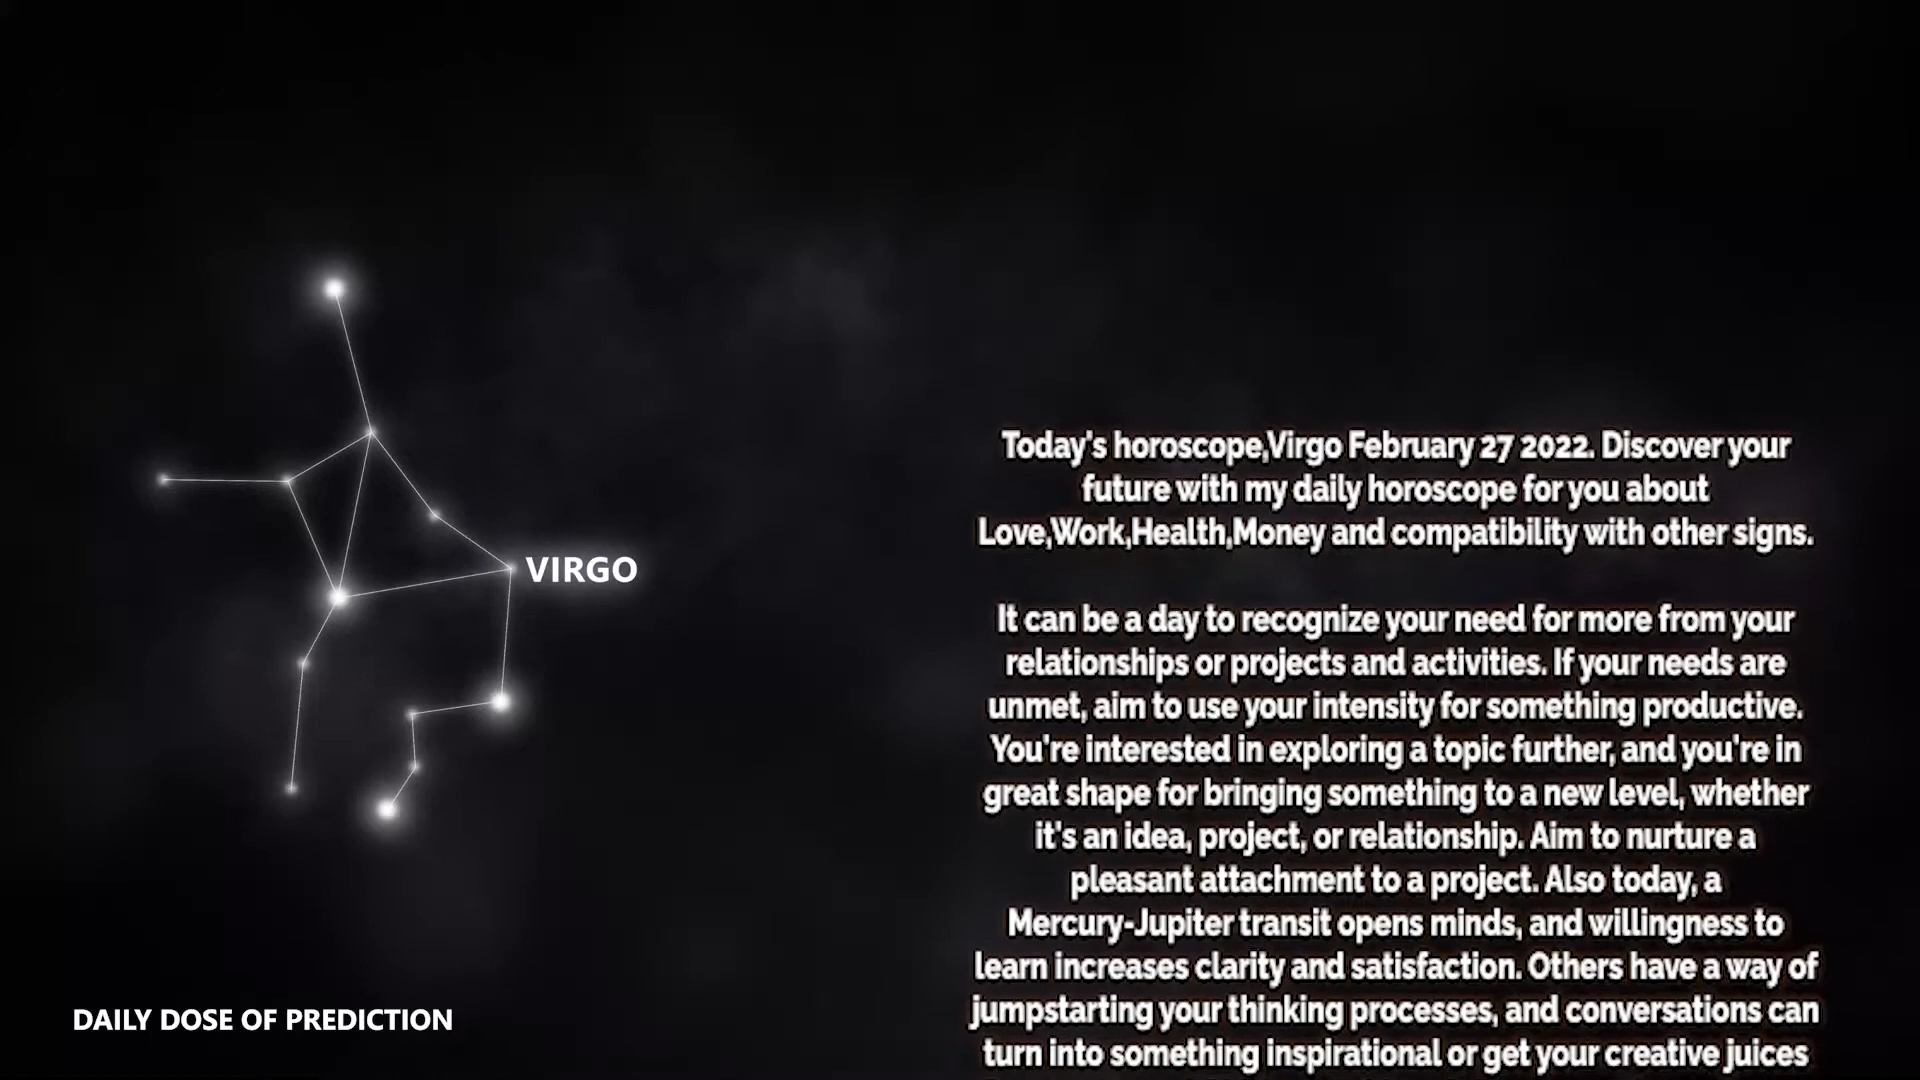 VIRGO
Today's horoscope,Virgo February 27 2022. Discover your
future with my daily horoscope for you about
Love,Work,Health,Money and compatibility with other signs.
It can be a day to recognize your need for more from your
relationships or projects and activities. If your needs are
unmet, aim to use your intensity for something productive.
You're interested in exploring a topic further, and you're in
great shape for bringing something to a new level, whether
it's an idea, project, or relationship. Aim to nurture a
pleasant attachment to a project. Also today, a
Mercury-Jupiter transit opens minds, and willingness to
learn increases clarity and satisfaction. Others have a way of
jumpstarting your thinking processes, and conversations can
turn into something inspirational or get your creative juices
DAILY DOSE OF PREDICTION